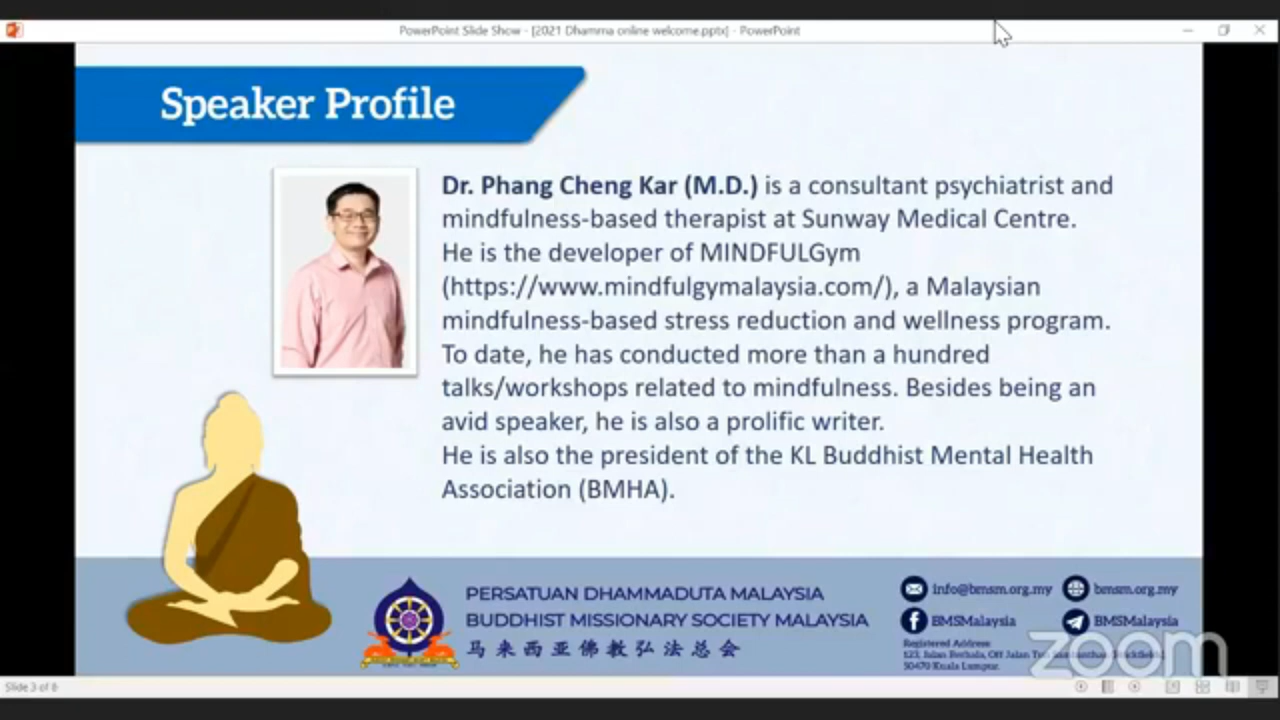 PowerPoint Slide Show - [2021 Dhamma online welcome.pptx] - PowerPoint
Speaker Profile
Dr. Phang Cheng Kar (M.D.) is a consultant psychiatrist and
mindfulness-based therapist at Sunway Medical Centre.
He is the developer of MINDFULGym
(https://www.mindfulgymalaysia.com/), a Malaysian
mindfulness-based stress reduction and wellness program.
To date, he has conducted more than a hundred
talks/workshops related to mindfulness. Besides being an
avid speaker, he is also a prolific writer.
He is also the president of the KL Buddhist Mental Health
Association (BMHA).
PERSATUAN DHAMMADUTA MALAYSIA
BUDDHIST MISSIONARY SOCIETY MALAYSIA
马来西亚佛教弘法总会
info@bmsm.org.my
bmsm.org.my
BMSMalaysia
BMSMalaysia
Registered Address:
123, Jalan Berhala, Off Jalan
50470 Kuala Lumpur.
zoom
Slide 3 of 8